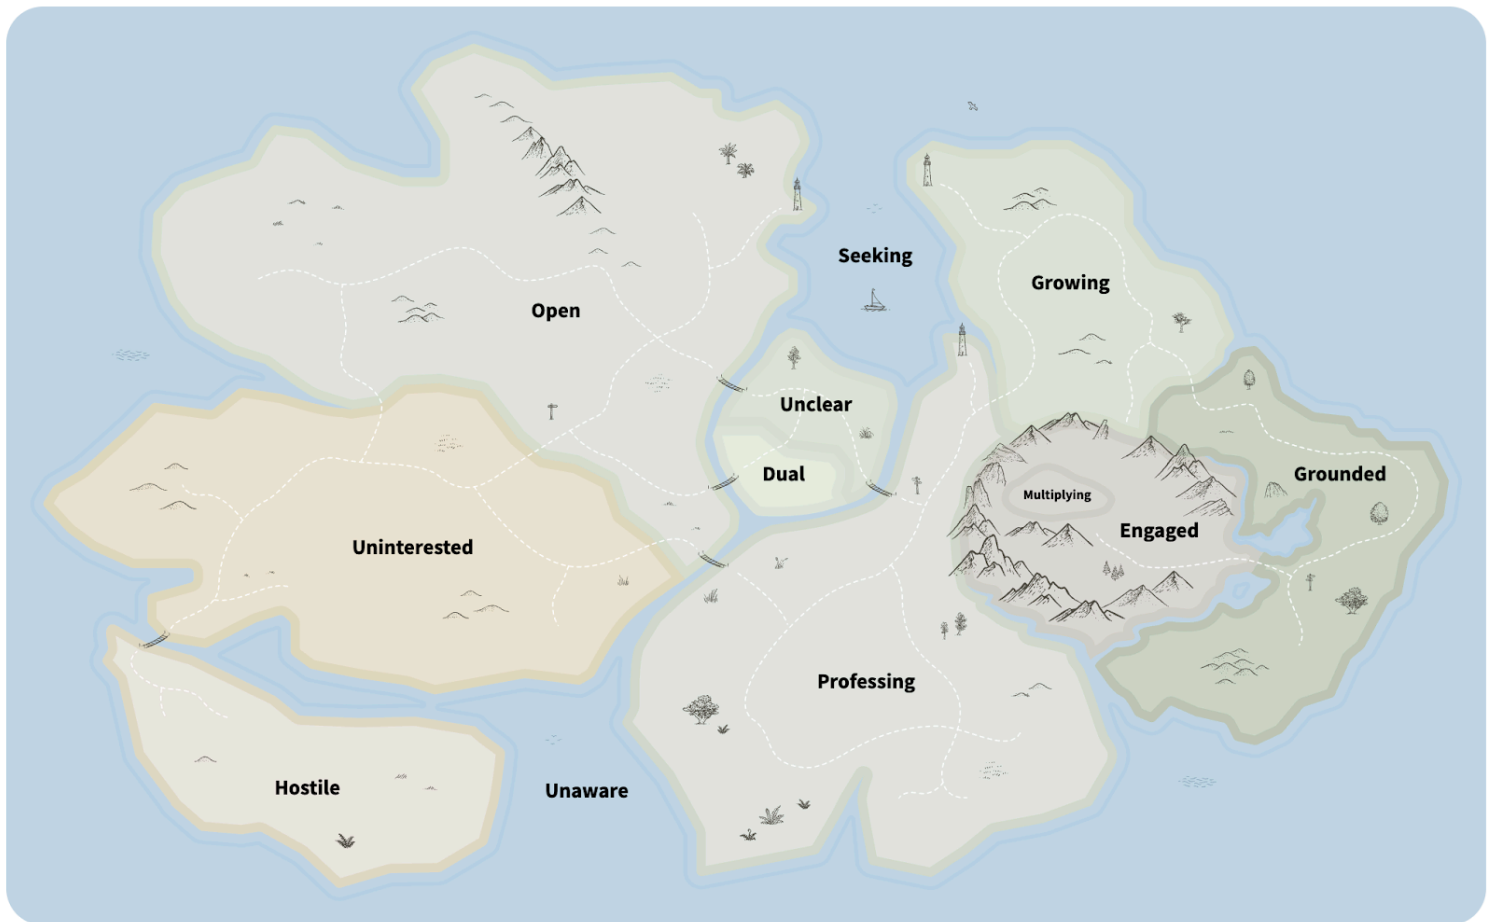 Seeking
Growing
Open
Unclear
Dual
Grounded
Multiplying
Engaged
Uninterested
Professing
Hostile
Unaware